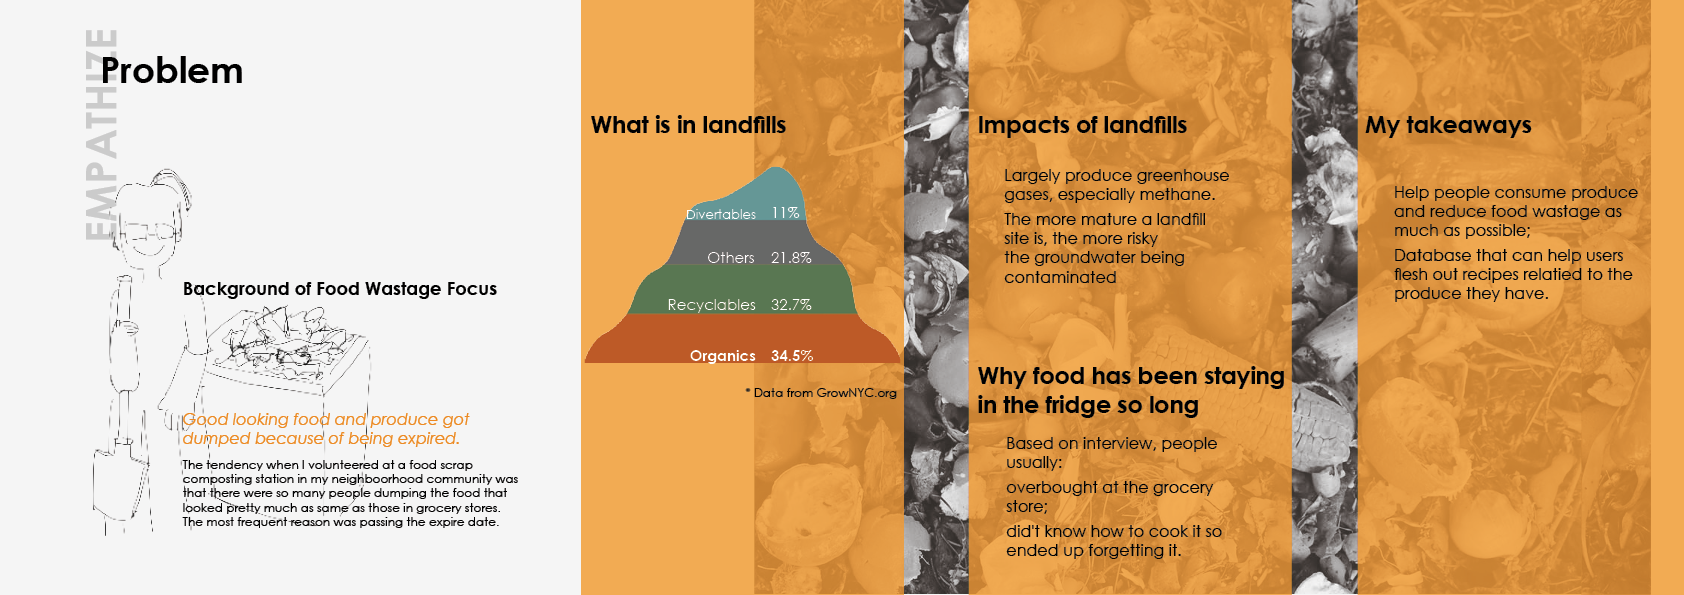 EMPATHIZE
Problem
Background of Food Wastage Focus
Good looking food and produce got
dumped because of being expired.
The tendency when I volunteered at a food scrap
composting station in my neighboorhood community was
that there were so many people dumping the food that
looked pretty much as same as those in grocery stores.
The most frequent reason was passing the expire date.
What is in landfills
Divertables 11%
Others 21.8%
Recyclables 32.7%
Organics 34.5%
* Data from GrowNYC.org
Impacts of landfills
Largely produce greenhouse
gases, especially methane.
The more mature a landfill
site is, the more risky
the groundwater being
contaminated
Why food has been staying
in the fridge so long
Based on interview, people
usually:
overbought at the grocery
store;
did't know how to cook it so
ended up forgetting it.
My takeaways
Help people consume produce
and reduce food wastage as
much as possible;
Database that can help users
flesh out recipes relatied to the
produce they have.